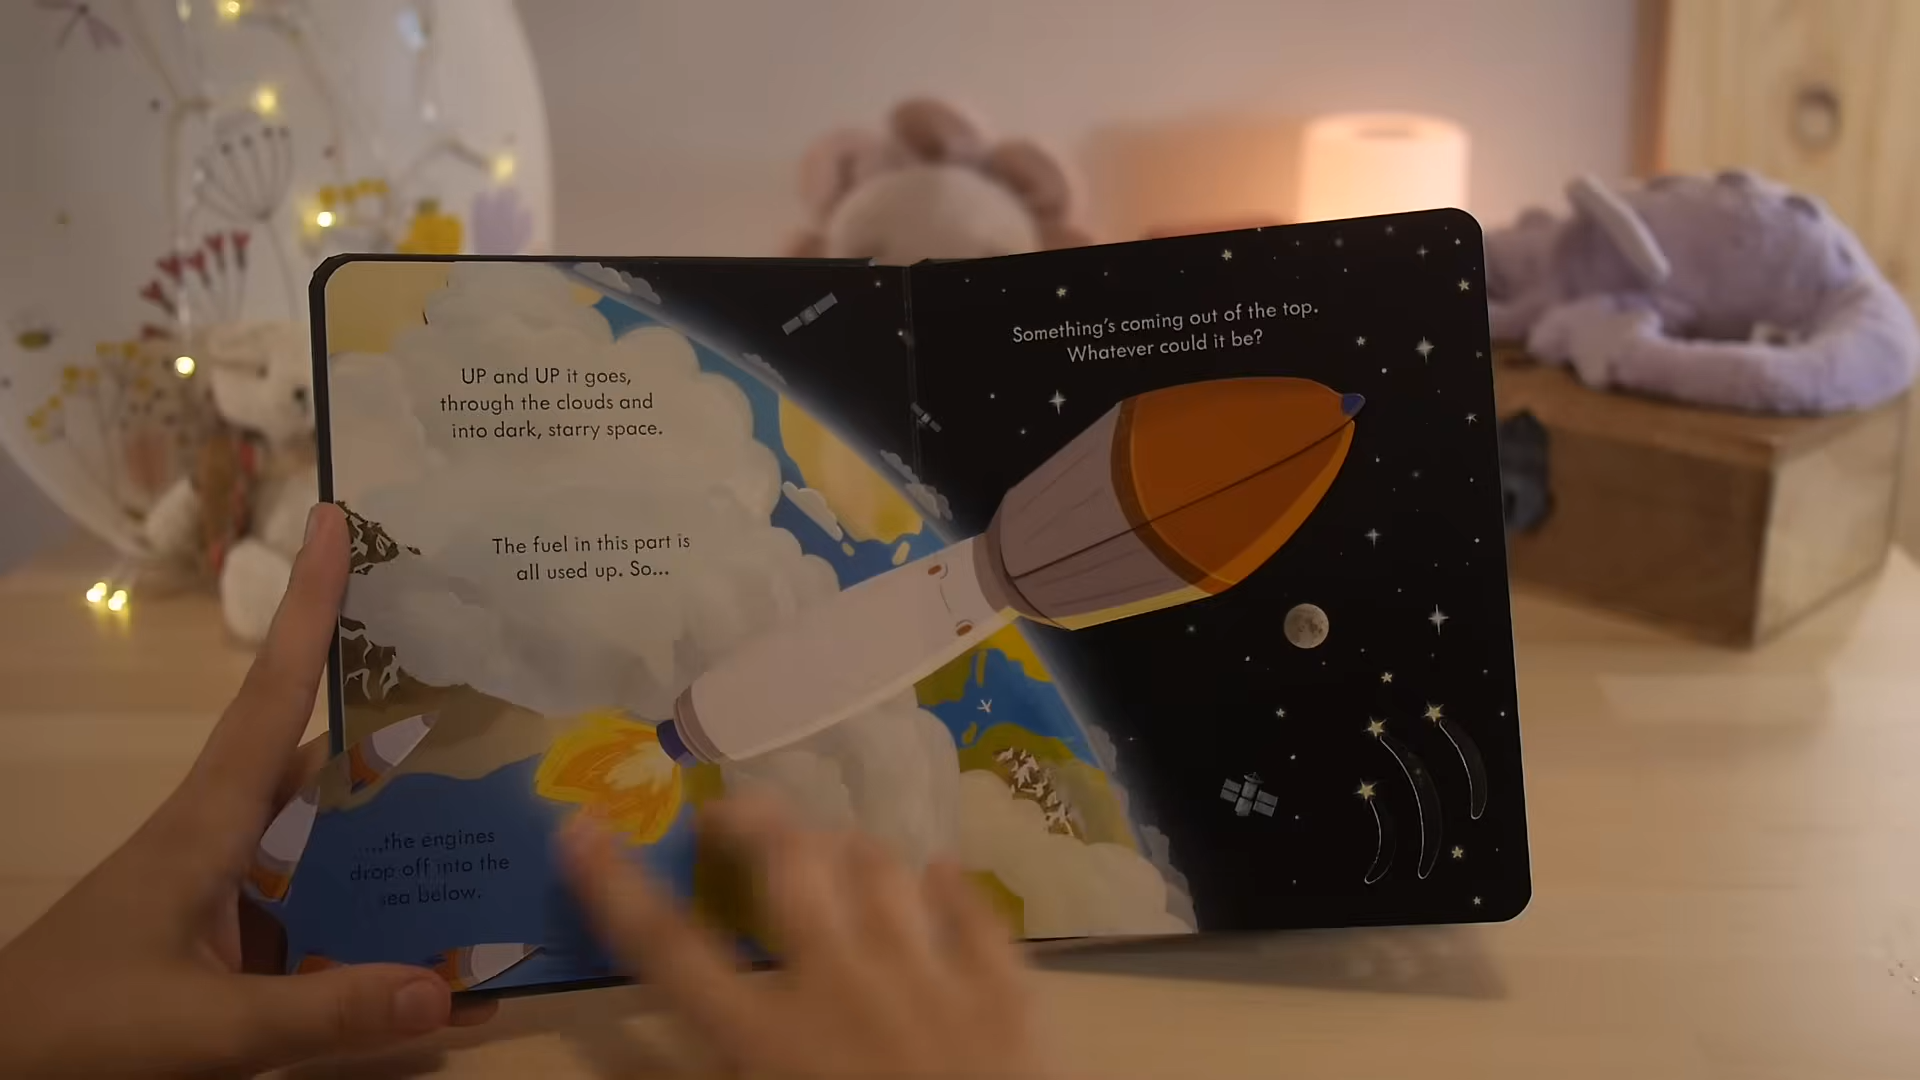 UP and UP it goes,
through the clouds and
into dark, starry space.
The fuel in this part is
all used up. So...
...the engines
drop off into the
sea below.
Something's coming out of the top.
Whatever could it be?